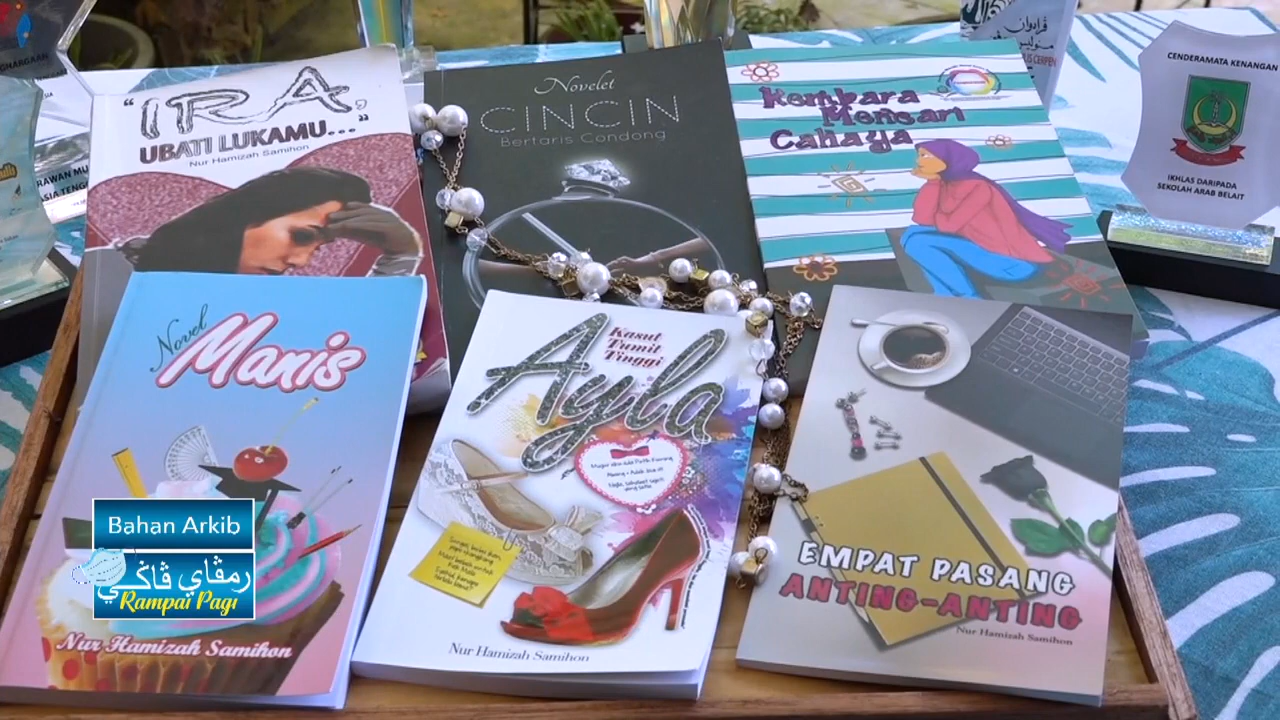 "IRA,
UBATI LUKAMU..."
Nur Hamizah Samihon
Novelet
CINCIN
Bertaris Condong
Kembara
Mencari
Cahaya
CENDERAMATA KENANGAN
IKHLAS DARIPADA
SEKOLAH ARAB BELAIT
Novel
Manis
Nur Hamizah Samihon
Kasut
Tumit
Tinggi
Ayla
Nur Hamizah Samihon
EMPAT PASANG
ANTING-ANTING
Nur Hamizah Samihon
Bahan Arkib
رمڤاي ڤاݢي
Rampai Pagi